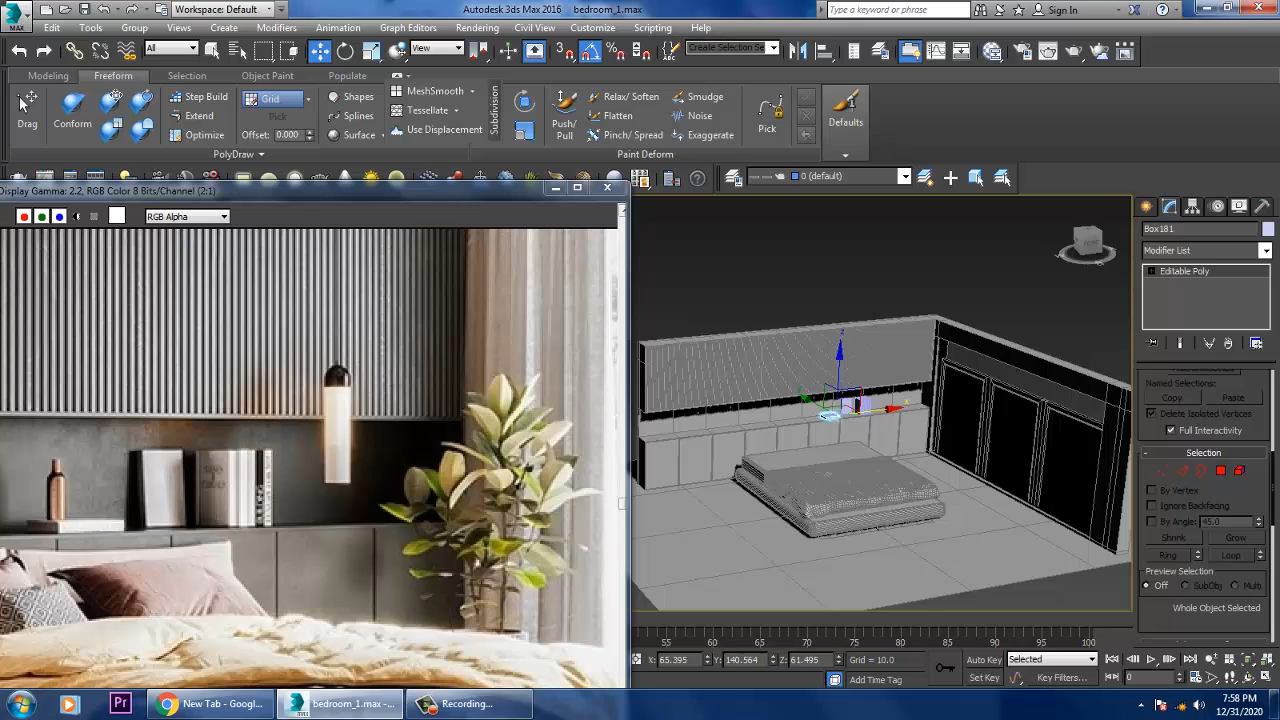 Workspace: Default
Autodesk 3ds Max 2016 bedroom_1.max
Type a keyword or phrase
Sign In
MAX
Edit Tools Group Views Create Modifiers Animation Graph Editors Rendering Civil View Customize Scripting Help
All
View
Create Selection Se
Modeling Freeform Selection Object Paint Populate
Drag
Conform
Step Build
Extend
Optimize
Grid
Pick
Offset: 0.000
Shapes
Splines
Surface
MeshSmooth
Tessellate
Use Displacement
Subdivision
Push/
Pull
Relax/ Soften
Flatten
Pinch/ Spread
Smudge
Noise
Exaggerate
Pick
Defaults
PolyDraw
Paint Deform
0 (default)
Display Gamma: 2.2, RGB Color 8 Bits/Channel (2:1)
RGB Alpha
Box181
Modifier List
Editable Poly
Named Selections:
Copy Paste
Delete Isolated Vertices
Full Interactivity
- Selection
By Vertex
Ignore Backfacing
By Angle: 45.0
Shrink Grow
Ring Loop
Preview Selection
Off SubObj Multi
Whole Object Selected
55 60 65 70 75 80 85 90 95 100
X: 65.395 Y: 140.564 Z: 61.495 Grid = 10.0
Add Time Tag
Auto Key Selected
Set Key Key Filters...
0
Pr
New Tab - Googl...
bedroom_1.max -...
Recording...
7:58 PM
12/31/2020